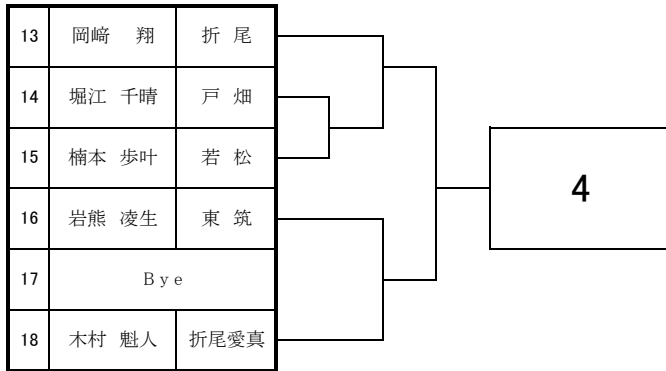 13 岡﨑 翔 折 尾
14 堀江 千晴 戸 畑
15 楠本 歩叶 若 松
16 岩熊 凌生 東 筑
17 Bye
18 木村 魁人 折尾愛真
4